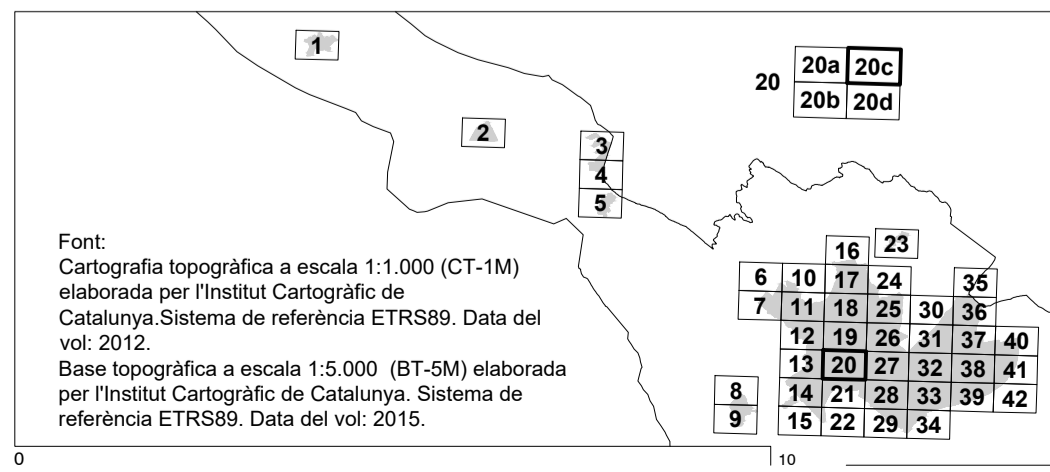 1
2
3
4
5
20
20a 20c
20b 20d
Font:
Cartografia topogràfica a escala 1:1.000 (CT-1M)
elaborada per l'Institut Cartogràfic de
Catalunya.Sistema de referència ETRS89. Data del
vol: 2012.
Base topogràfica a escala 1:5.000 (BT-5M) elaborada
per l'Institut Cartogràfic de Catalunya. Sistema de
referència ETRS89. Data del vol: 2015.
16 23
6 10 17 24 35
7 11 18 25 30 36
12 19 26 31 37 40
13 20 27 32 38 41
8 14 21 28 33 39 42
9 15 22 29 34
0 10